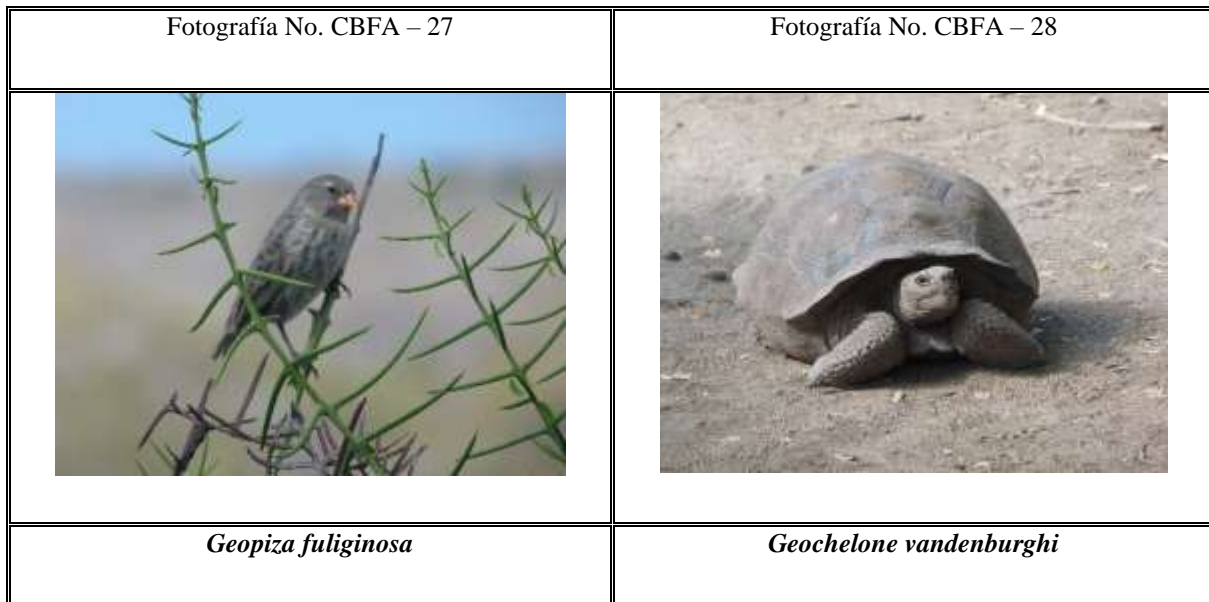 Fotografía No. CBFA – 27
Fotografía No. CBFA – 28
Geopiza fuliginosa
Geochelone vandenburghi